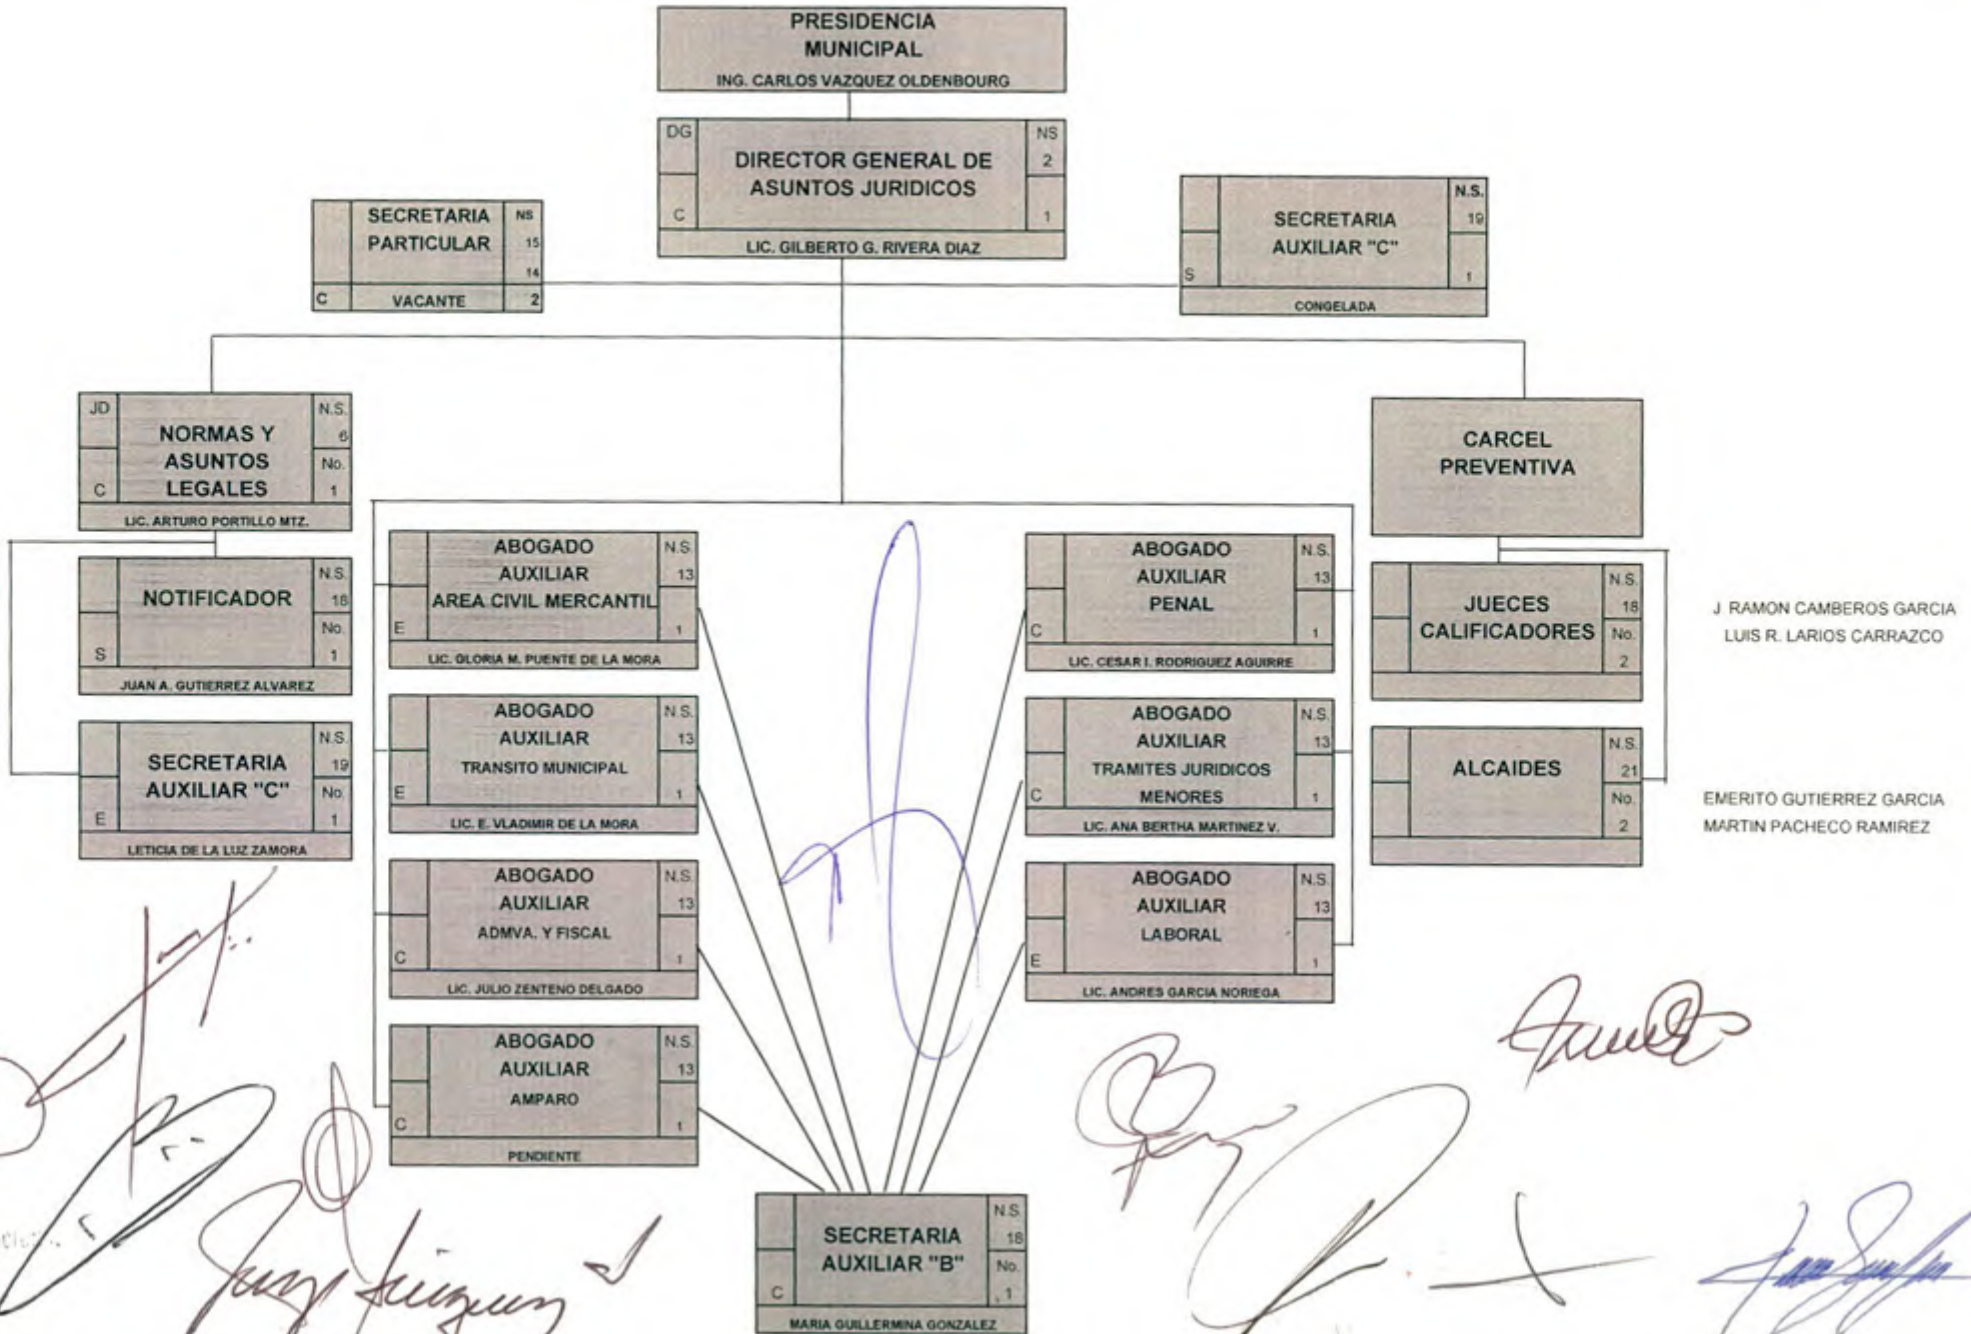 PRESIDENCIA
MUNICIPAL
ING. CARLOS VAZQUEZ OLDENBOURG
DG
NS
DIRECTOR GENERAL DE
2
ASUNTOS JURIDICOS
C
1
LIC. GILBERTO G. RIVERA DIAZ
SECRETARIA
NS
PARTICULAR
15
14
C
VACANTE
2
N.S.
SECRETARIA
19
AUXILIAR "C"
S
1
CONGELADA
JD
N.S.
NORMAS Y
6
ASUNTOS
No.
LEGALES
C
1
LIC. ARTURO PORTILLO MTZ.
N.S.
NOTIFICADOR
18
No.
S
1
JUAN A. GUTIERREZ ALVAREZ
N.S.
SECRETARIA
19
AUXILIAR "C"
No.
E
1
LETICIA DE LA LUZ ZAMORA
ABOGADO
N.S.
AUXILIAR
13
AREA CIVIL MERCANTIL
E
1
LIC. GLORIA M. PUENTE DE LA MORA
ABOGADO
N.S.
AUXILIAR
13
TRANSITO MUNICIPAL
E
1
LIC. E. VLADIMIR DE LA MORA
ABOGADO
N.S.
AUXILIAR
13
ADMVA. Y FISCAL
C
1
LIC. JULIO ZENTENO DELGADO
ABOGADO
N.S.
AUXILIAR
13
AMPARO
C
1
PENDIENTE
ABOGADO
N.S.
AUXILIAR
13
PENAL
C
1
LIC. CESAR I. RODRIGUEZ AGUIRRE
ABOGADO
N.S.
AUXILIAR
13
TRAMITES JURIDICOS
MENORES
C
1
LIC. ANA BERTHA MARTINEZ V.
ABOGADO
N.S.
AUXILIAR
13
LABORAL
E
1
LIC. ANDRES GARCIA NORIEGA
CARCEL
PREVENTIVA
N.S.
JUECES
18
CALIFICADORES
No.
2
J. RAMON CAMBEROS GARCIA
LUIS R. LARIOS CARRAZCO
N.S.
ALCAIDES
21
No.
2
EMERITO GUTIERREZ GARCIA
MARTIN PACHECO RAMIREZ
N.S.
SECRETARIA
18
AUXILIAR "B"
No.
C
1
MARIA GUILLERMINA GONZALEZ